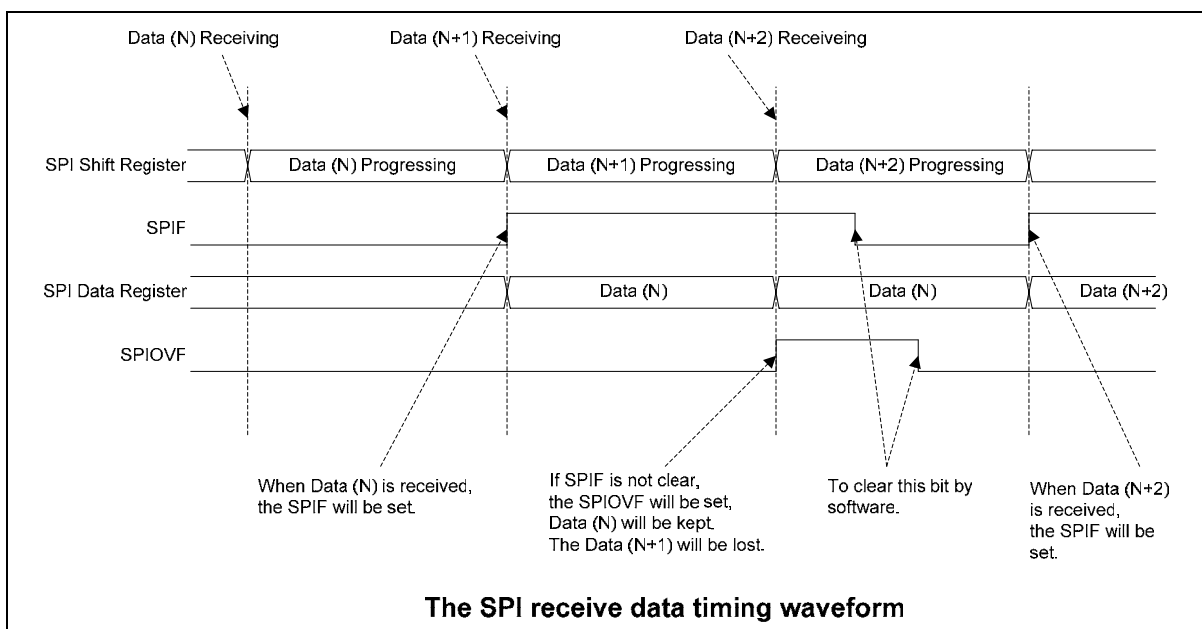 Data (N) Receiving
Data (N+1) Receiving
Data (N+2) Receiveing
SPI Shift Register
Data (N) Progressing
Data (N+1) Progressing
Data (N+2) Progressing
SPIF
SPI Data Register
Data (N)
Data (N)
Data (N+2)
SPIOVF
When Data (N) is received,
the SPIF will be set.
If SPIF is not clear,
the SPIOVF will be set,
Data (N) will be kept.
The Data (N+1) will be lost.
To clear this bit by
software.
When Data (N+2)
is received,
the SPIF will be
set.
The SPI receive data timing waveform